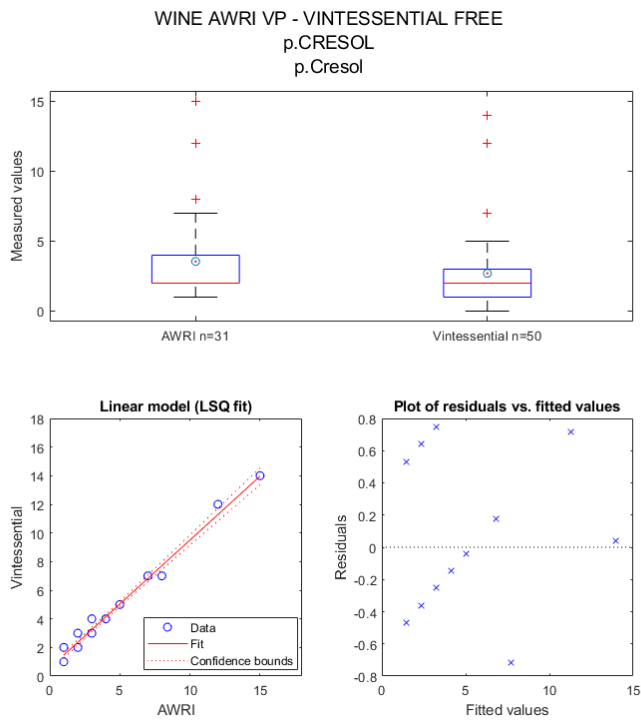 WINE AWRI VP - VINTESSENTIAL FREE
p.CRESOL
p.Cresol
15
10
5
0
Measured values
AWRI n=31
Vintessential n=50
Linear model (LSQ fit)
18
16
14
12
10
8
6
4
2
0
Vintessential
Data
Fit
Confidence bounds
0
5
10
15
AWRI
Plot of residuals vs. fitted values
0.8
0.6
0.4
0.2
0
-0.2
-0.4
-0.6
-0.8
Residuals
0
5
10
15
Fitted values